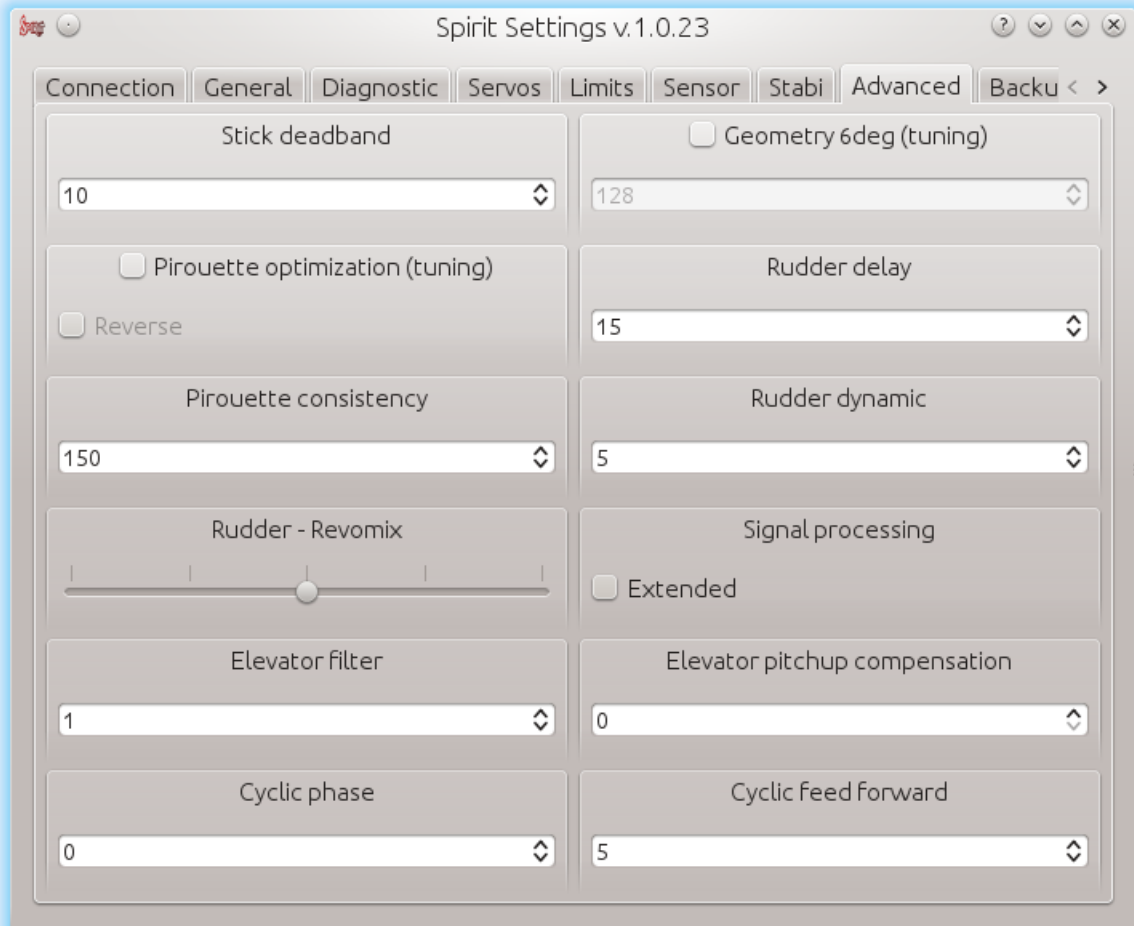 Spirit Settings v.1.0.23
Connection General Diagnostic Servos Limits Sensor Stabi Advanced Backu
Stick deadband
10
Geometry 6deg (tuning)
128
Pirouette optimization (tuning)
Reverse
Rudder delay
15
Pirouette consistency
150
Rudder dynamic
5
Rudder - Revomix
Signal processing
Extended
Elevator filter
1
Elevator pitchup compensation
0
Cyclic phase
0
Cyclic feed forward
5